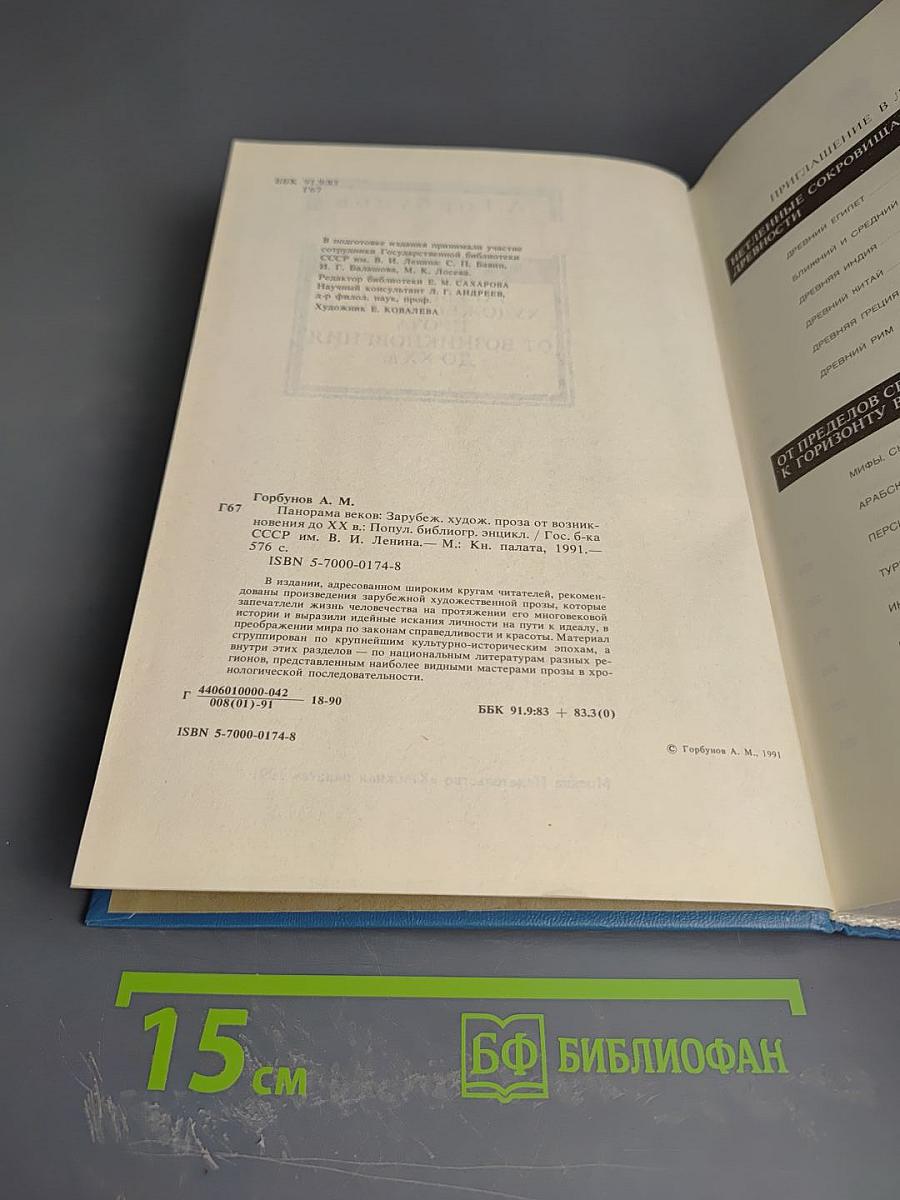 ББК 91.9:83
Г67
В подготовке издания принимали участие
сотрудники Государственной библиотеки
СССР им. В. И. Ленина: С. П. Бавин,
И. Г. Балашова, М. К. Лосева.
Редактор библиотеки Е. М. САХАРОВА
Научный консультант Л. Г. АНДРЕЕВ,
д-р филол. наук, проф.
Художник Е. КОВАЛЕВА
Горбунов А. М.
Г67 Панорама веков: Зарубеж. худож. проза от возник-
новения до XX в.: Попул. библиогр. энцикл. / Гос. б-ка
СССР им. В. И. Ленина.— М.: Кн. палата, 1991.—
576 с.
ISBN 5-7000-0174-8
В издании, адресованном широким кругам читателей, рекомен-
дованы произведения зарубежной художественной прозы, которые
запечатлели жизнь человечества на протяжении его многовековой
истории и выразили идейные искания личности на пути к идеалу, в
преображении мира по законам справедливости и красоты. Материал
сгруппирован по крупнейшим культурно-историческим эпохам, а
внутри этих разделов — по национальным литературам разных ре-
гионов, представленным наиболее видными мастерами прозы в хро-
нологической последовательности.
Г 4406010000-042 18-90
008(01)-91
ББК 91.9:83 + 83.3(0)
ISBN 5-7000-0174-8
© Горбунов А. М., 1991
ПРИГЛАШЕНИЕ В
НЕТЛЕННЫЕ СОКРОВИЩА
ДРЕВНОСТИ
ДРЕВНИЙ ЕГИПЕТ
БЛИЖНИЙ И СРЕДНИЙ
ДРЕВНЯЯ ИНДИЯ
ДРЕВНИЙ КИТАЙ
ДРЕВНЯЯ ГРЕЦИЯ
ДРЕВНИЙ РИМ
ОТ ПРЕДЕЛОВ
К ГОРИЗОНТУ
МИФЫ,
15 см
БФ БИБЛИОФАН